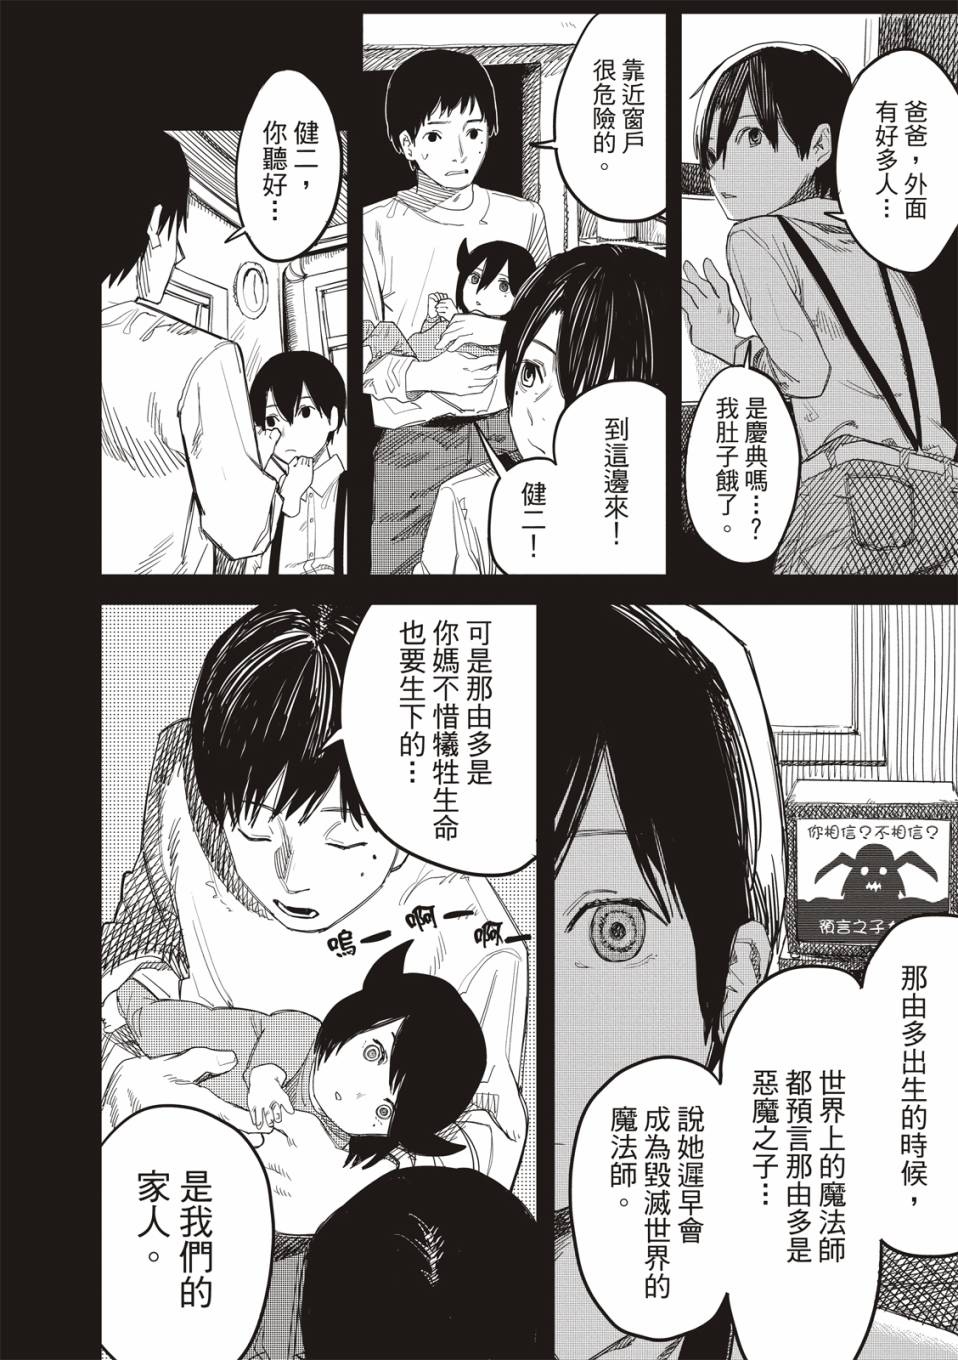 爸爸，外面
有好多人…
是慶典嗎…?
我肚子餓了。
靠近窗戶
很危險的。
到這邊來！
健二！
健二，
你聽好…
你相信？不相信？
預言之子
那由多出生的時候，
世界上的魔法師
都預言那由多是
惡魔之子…
說她遲早會
成為毀滅世界的
魔法師。
可是那由多是
你媽不惜犧牲生命
也要生下的…
嗚ー啊ー啊ー
是我們的
家人。